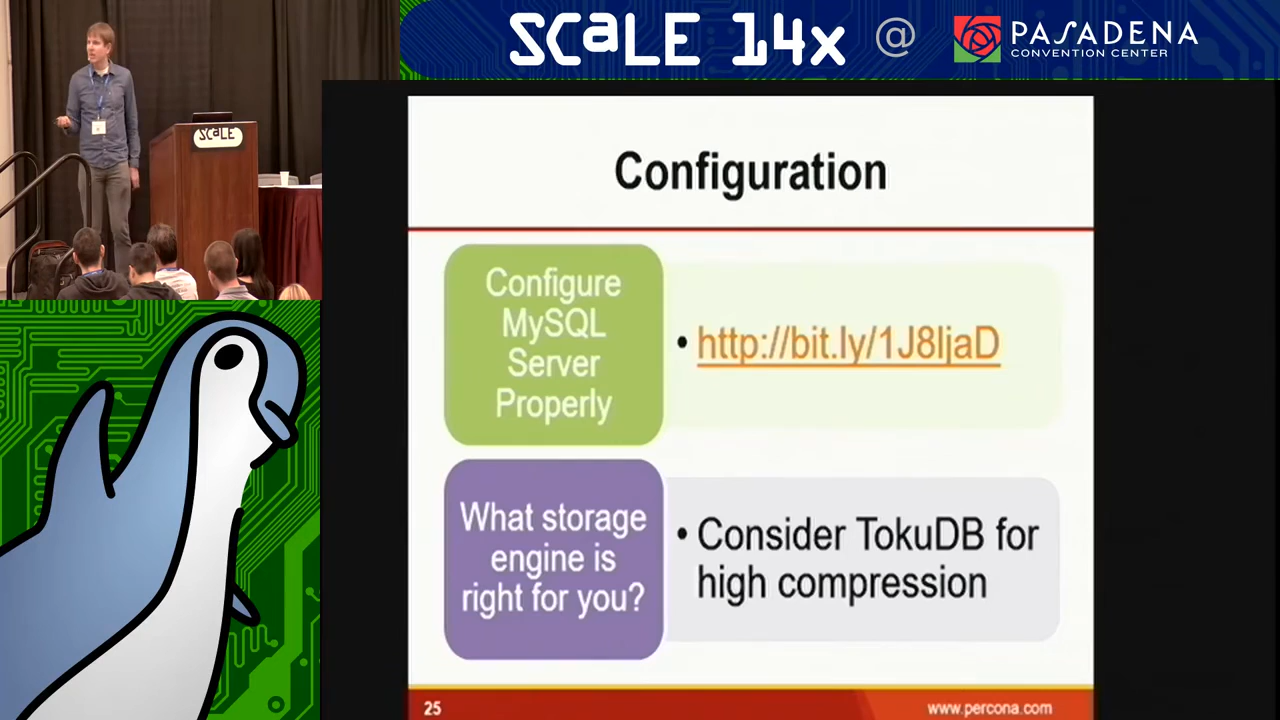 SCaLE 14x @ PASADENA
CONVENTION CENTER
SCaLE
Configuration
Configure
MySQL
Server
Properly
• http://bit.ly/1J8ljaD
What storage
engine is
right for you?
• Consider TokuDB for
high compression
25
www.percona.com